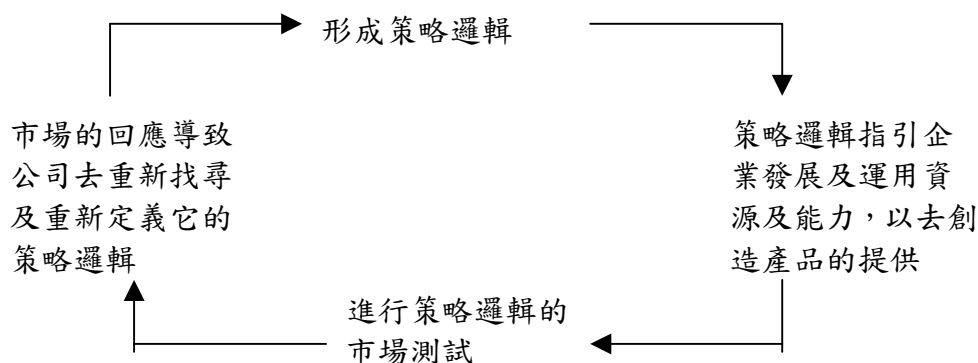 形成策略邏輯
市場的回應導致
公司去重新找尋
及重新定義它的
策略邏輯
策略邏輯指引企
業發展及運用資
源及能力，以去創
造產品的提供
進行策略邏輯的
市場測試